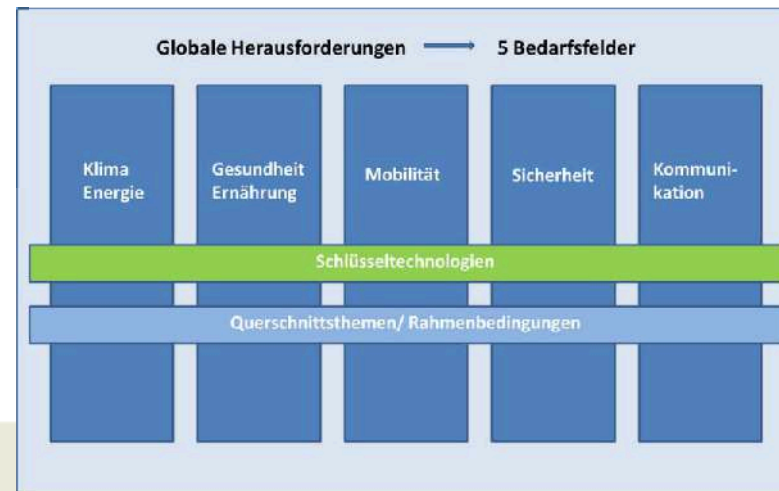 Globale Herausforderungen → 5 Bedarfsfelder
Klima
Energie
Gesundheit
Ernährung
Mobilität
Sicherheit
Kommuni-
kation
Schlüsseltechnologien
Querschnittsthemen/ Rahmenbedingungen